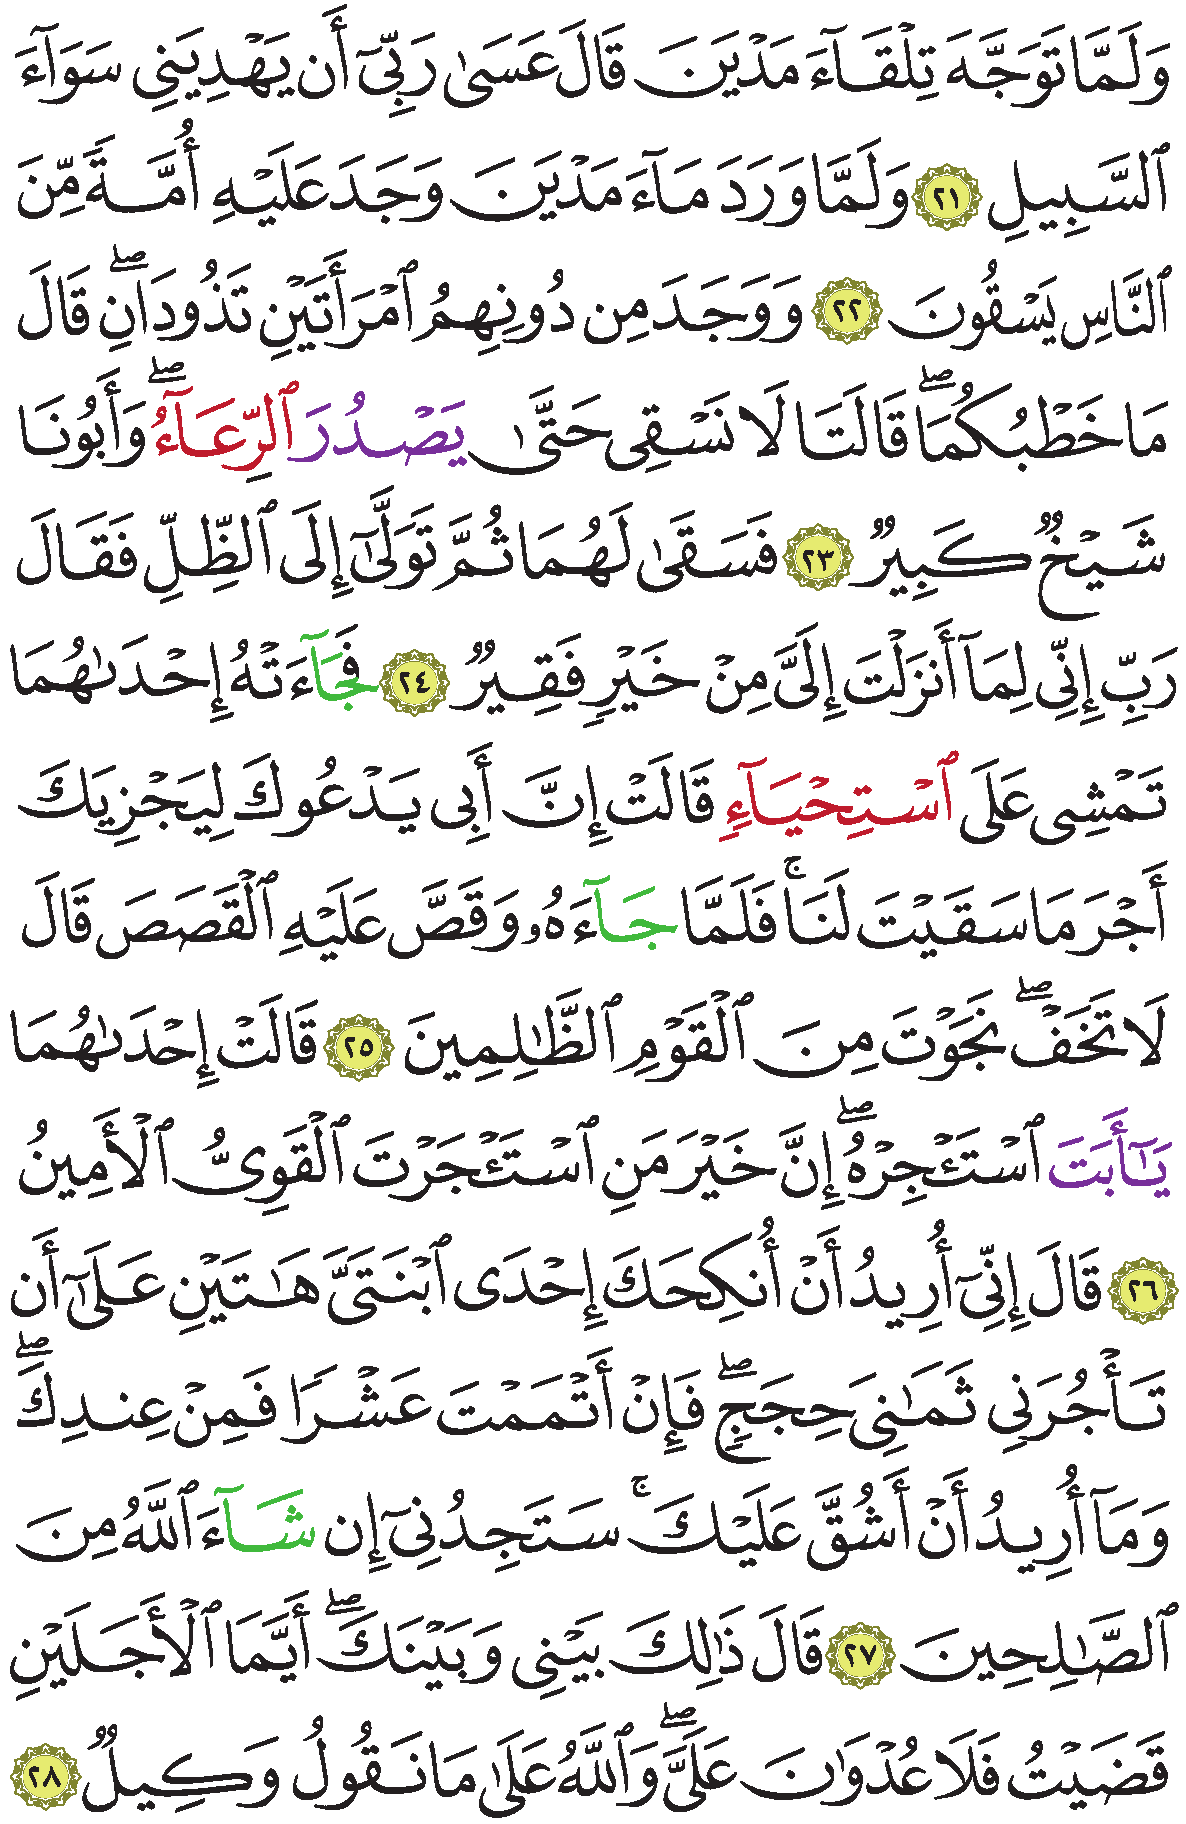 وَلَمَّا تَوَجَّهَ تِلْقَآءَ مَدْيَنَ قَالَ عَسَىٰ رَبِّىٓ أَن يَهْدِيَنِى سَوَآءَ
ٱلسَّبِيلِ ٢١ وَلَمَّا وَرَدَ مَآءَ مَدْيَنَ وَجَدَ عَلَيْهِ أُمَّةً مِّنَ
ٱلنَّاسِ يَسْقُونَ ٢٢ وَوَجَدَ مِن دُونِهِمُ ٱمْرَأَتَيْنِ تَذُودَانِۖ قَالَ
مَا خَطْبُكُمَاۖ قَالَتَا لَا نَسْقِى حَتَّىٰ يَصْدُرَ ٱلرِّعَآءُۖ وَأَبُونَا
شَيْخٌ كَبِيرٌ ٢٣ فَسَقَىٰ لَهُمَا ثُمَّ تَوَلَّىٰٓ إِلَى ٱلظِّلِّ فَقَالَ
رَبِّ إِنِّى لِمَآ أَنزَلْتَ إِلَىَّ مِنْ خَيْرٍ فَقِيرٌ ٢٤ فَجَآءَتْهُ إِحْدَىٰهُمَا
تَمْشِى عَلَى ٱسْتِحْيَآءٍ قَالَتْ إِنَّ أَبِى يَدْعُوكَ لِيَجْزِيَكَ
أَجْرَ مَا سَقَيْتَ لَنَاۚ فَلَمَّا جَآءَهُۥ وَقَصَّ عَلَيْهِ ٱلْقَصَصَ قَالَ
لَا تَخَفْۖ نَجَوْتَ مِنَ ٱلْقَوْمِ ٱلظَّٰلِمِينَ ٢٥ قَالَتْ إِحْدَىٰهُمَا
يَٰٓأَبَتَ ٱسْتَـْٔجِرْهُۖ إِنَّ خَيْرَ مَنِ ٱسْتَـْٔجَرْتَ ٱلْقَوِىُّ ٱلْأَمِينُ
٢٦ قَالَ إِنِّىٓ أُرِيدُ أَنْ أُنكِحَكَ إِحْدَى ٱبْنَتَىَّ هَٰتَيْنِ عَلَىٰٓ أَن
تَأْجُرَنِى ثَمَٰنِىَ حِجَجٍۖ فَإِنْ أَتْمَمْتَ عَشْرًا فَمِنْ عِندِكَۖ
وَمَآ أُرِيدُ أَنْ أَشُقَّ عَلَيْكَۚ سَتَجِدُنِىٓ إِن شَآءَ ٱللَّهُ مِنَ
ٱلصَّٰلِحِينَ ٢٧ قَالَ ذَٰلِكَ بَيْنِى وَبَيْنَكَۖ أَيَّمَا ٱلْأَجَلَيْنِ
قَضَيْتُ فَلَا عُدْوَٰنَ عَلَىَّۖ وَٱللَّهُ عَلَىٰ مَا نَقُولُ وَكِيلٌ ٢٨